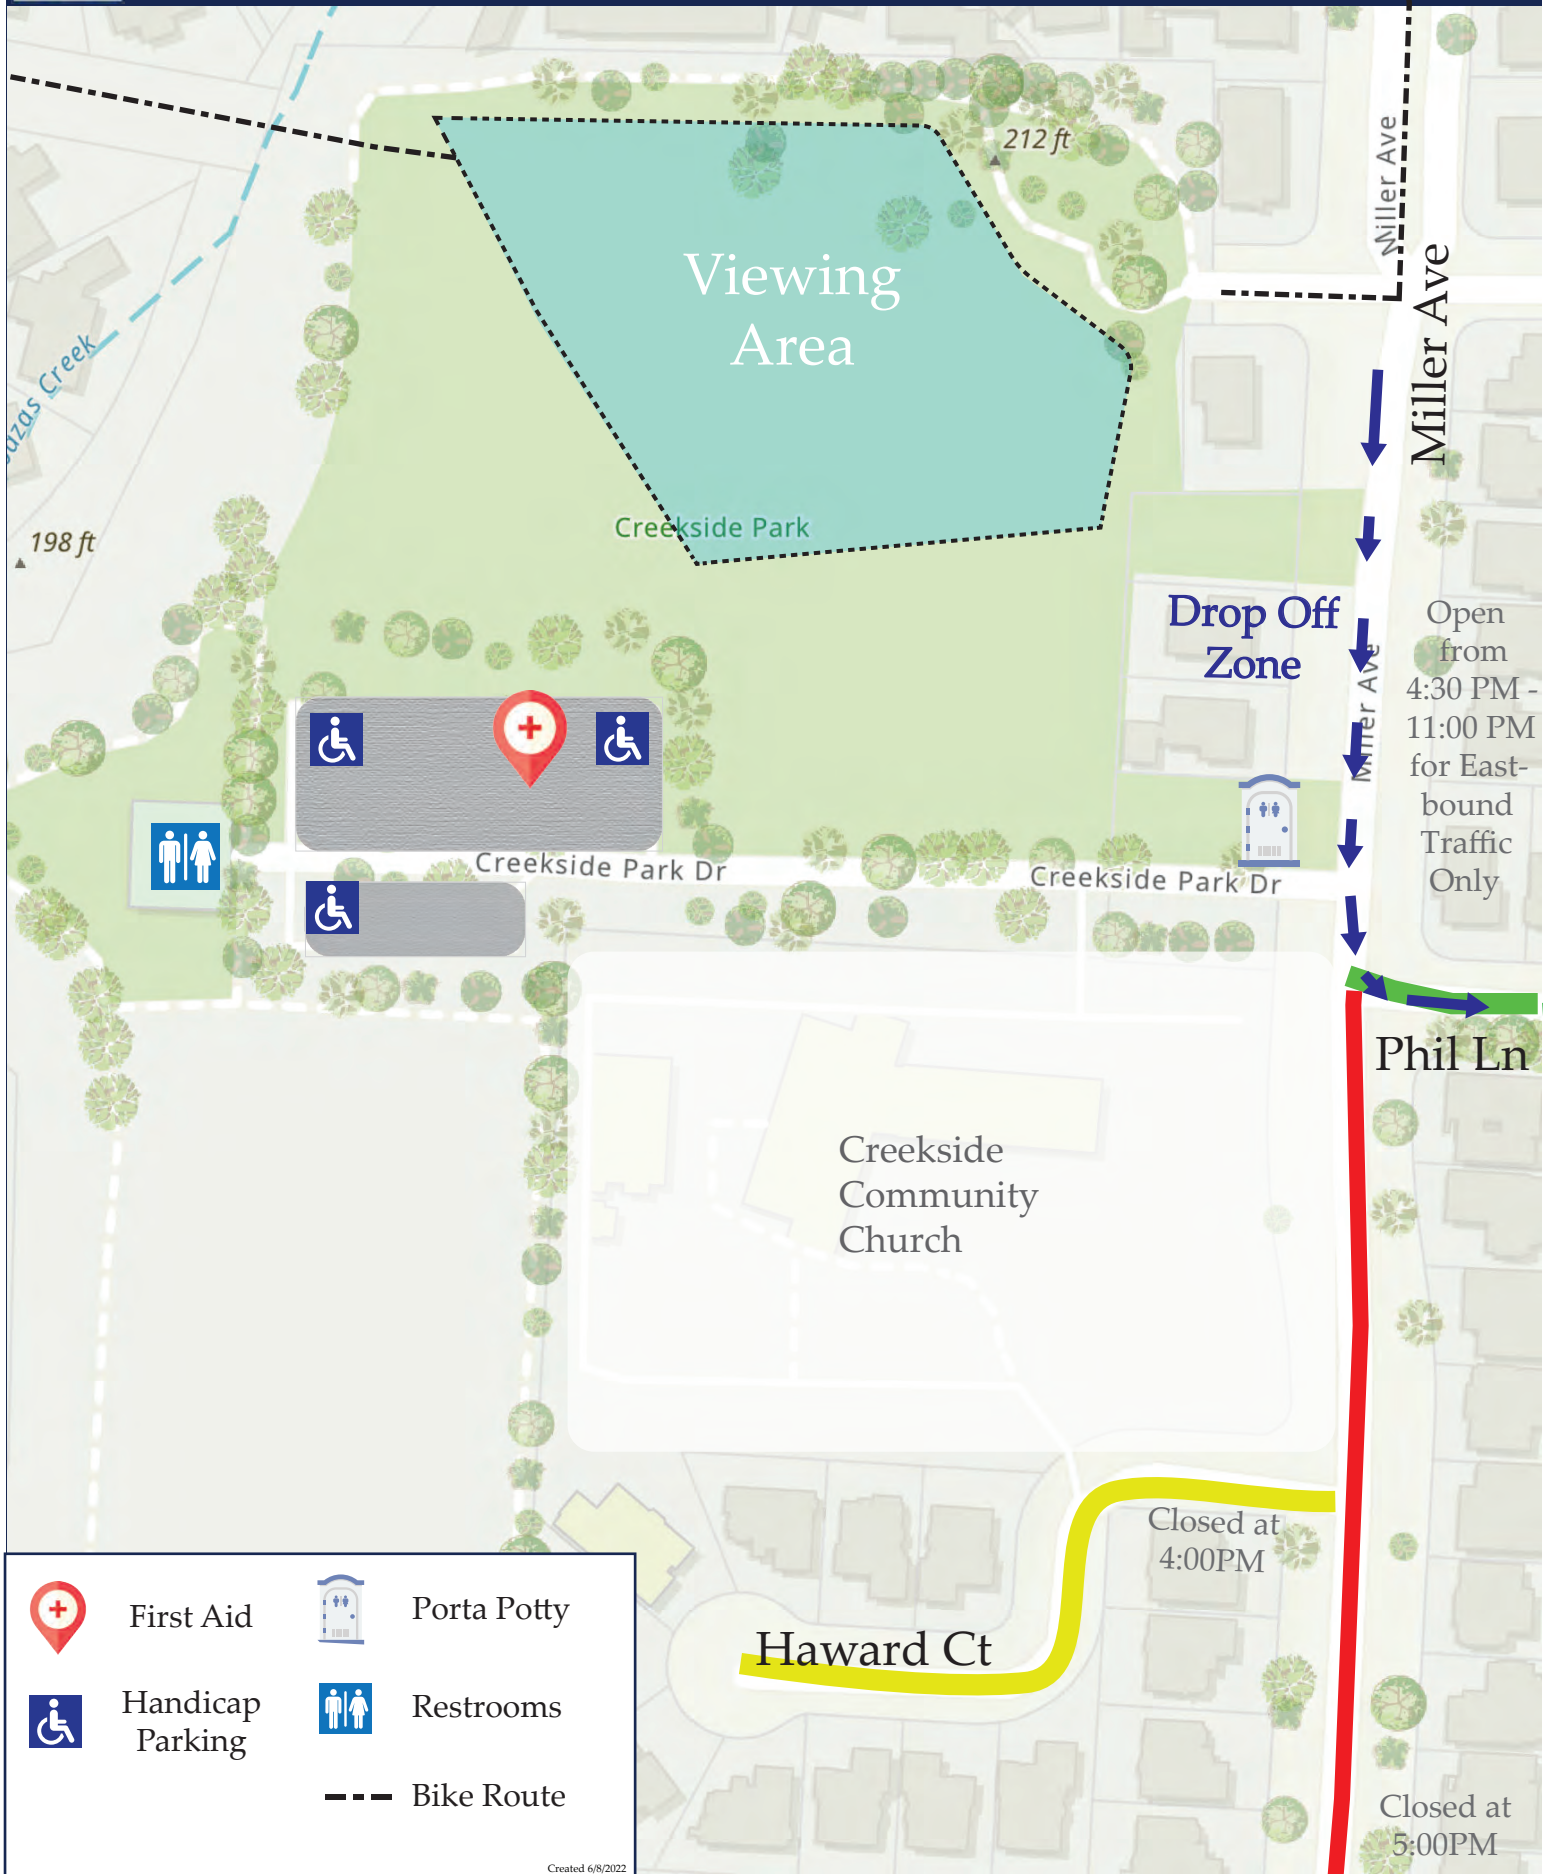 212 ft
Miller Ave
Miller Ave
Viewing
Area
Creek
198 ft
Creekside Park
Drop Off
Zone
Miller Ave
Open
from
4:30 PM -
11:00 PM
for East-
bound
Traffic
Only
Creekside Park Dr
Creekside Park Dr
Phil Ln
Creekside
Community
Church
Closed at
4:00PM
Haward Ct
Closed at
5:00PM
First Aid
Porta Potty
Handicap
Parking
Restrooms
Bike Route
Created 6/8/2022